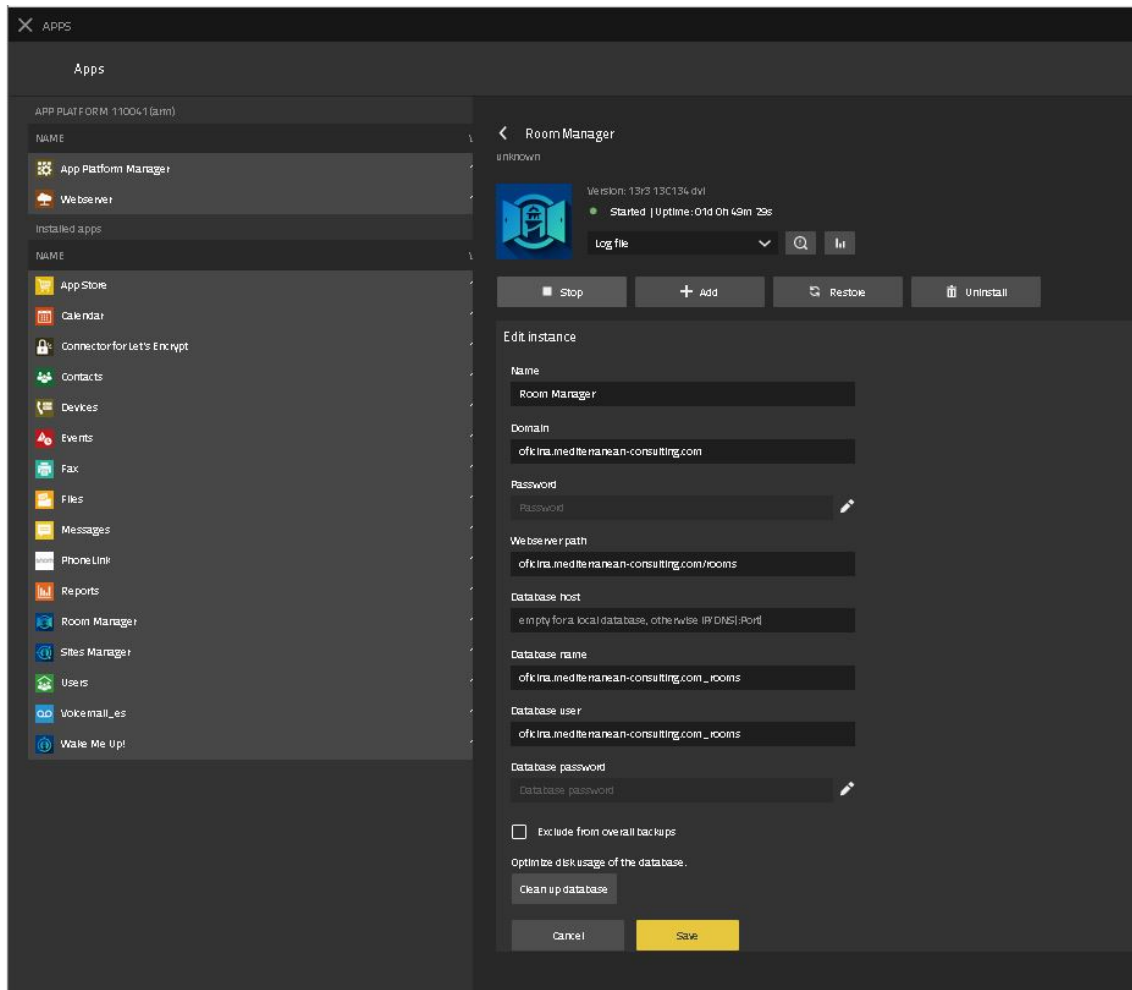 APPS
Apps
APP PLATFORM 110041 (arm)
NAME
App Platform Manager
Webserver
Installed apps
NAME
App Store
Calendar
Connector for Let's Encrypt
Contacts
Devices
Events
Fax
Files
Messages
PhoneLink
Reports
Room Manager
Sites Manager
Users
Voicemail_es
Wake Me Up!
Room Manager
unknown
Version: 13r3 13C134 dvl
Started | Uptime: 01d 0h 49m 29s
Log file
Stop
Add
Restore
Uninstall
Edit instance
Name
Room Manager
Domain
oficina.mediterranean-consulting.com
Password
Password
Webserver path
oficina.mediterranean-consulting.com/rooms
Database host
empty for a local database, otherwise IP/DNS[:Port]
Database name
oficina.mediterranean-consulting.com_rooms
Database user
oficina.mediterranean-consulting.com_rooms
Database password
Database password
Exclude from overall backups
Optimize disk usage of the database.
Clean up database
Cancel
Save